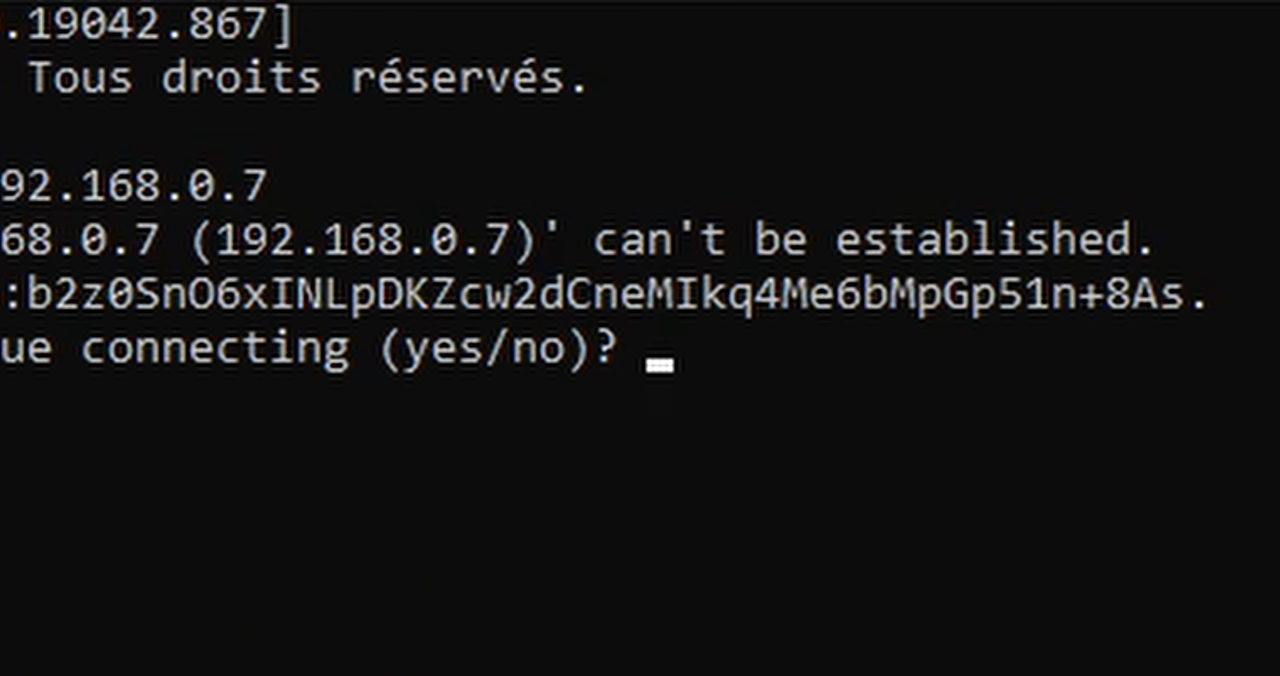 .19042.867]
Tous droits réservés.
92.168.0.7
68.0.7 (192.168.0.7)' can't be established.
:b2z0SnO6xINLpDKZcw2dCneMIkq4Me6bMpGp51n+8As.
ue connecting (yes/no)?